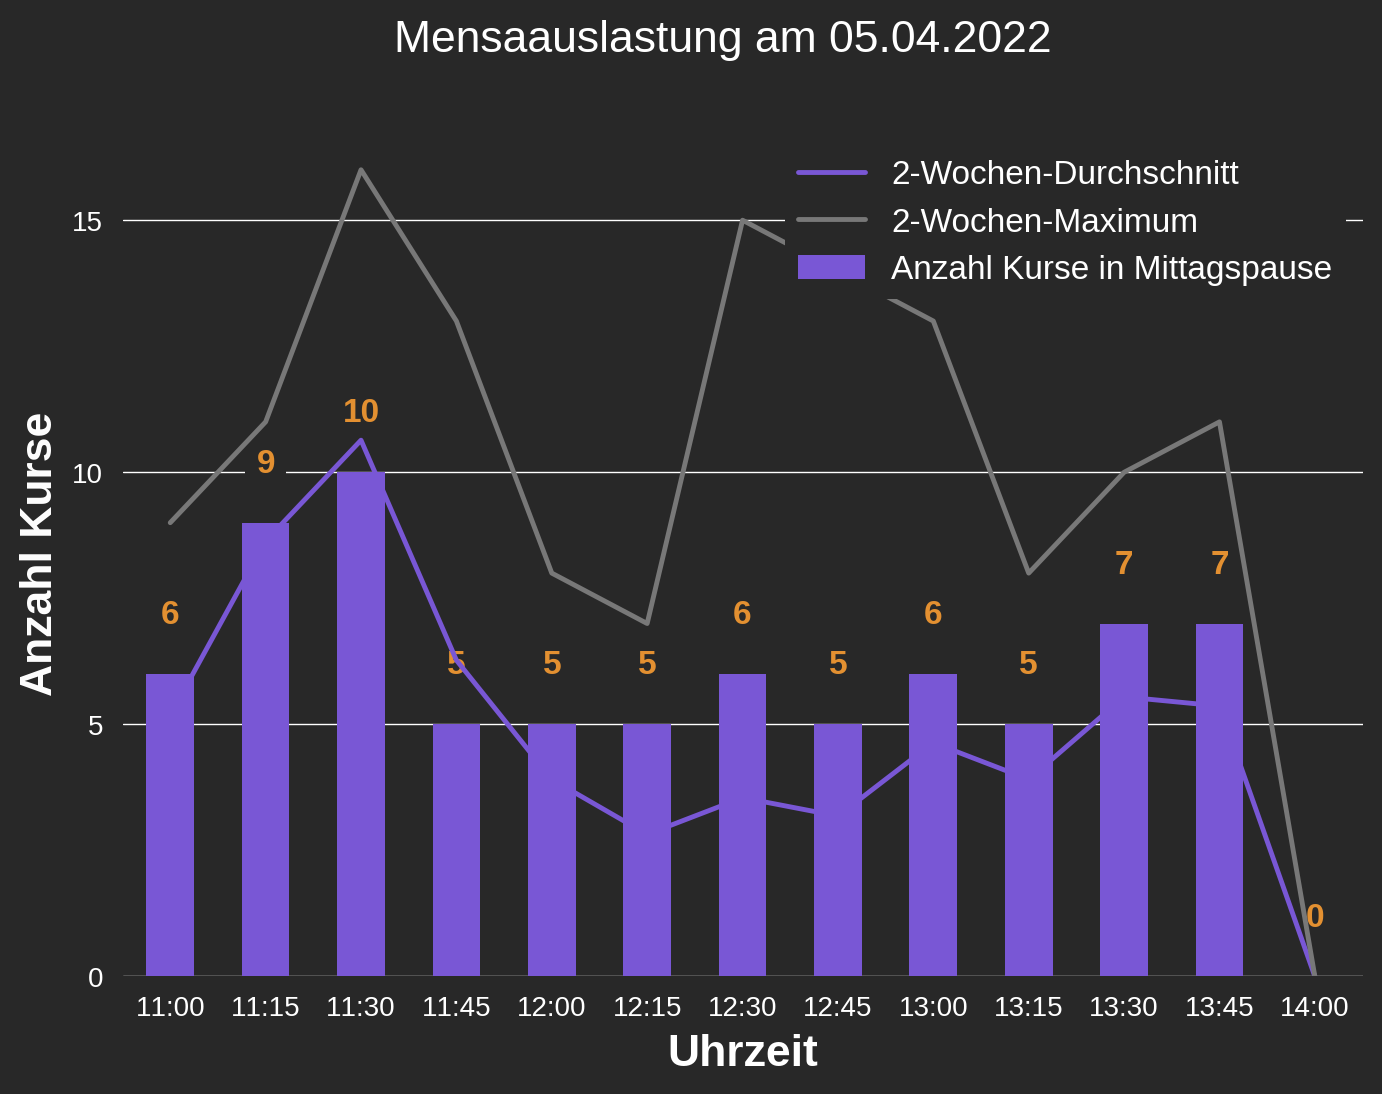 Mensaauslastung am 05.04.2022
2-Wochen-Durchschnitt
2-Wochen-Maximum
Anzahl Kurse in Mittagspause
Anzahl Kurse
15
10
5
0
6
9
10
5
5
5
6
5
6
5
7
7
0
11:00 11:15 11:30 11:45 12:00 12:15 12:30 12:45 13:00 13:15 13:30 13:45 14:00
Uhrzeit